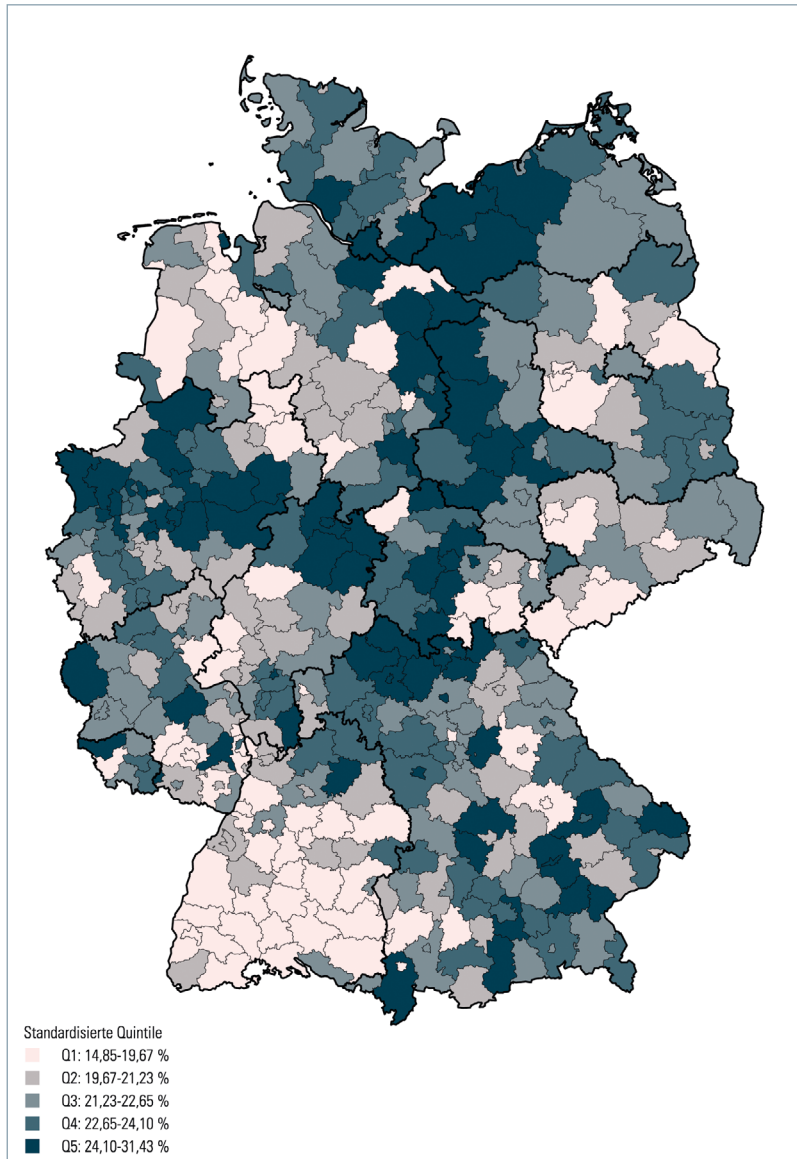 Standardisierte Quintile
Q1: 14,85-19,67 %
Q2: 19,67-21,23 %
Q3: 21,23-22,65 %
Q4: 22,65-24,10 %
Q5: 24,10-31,43 %